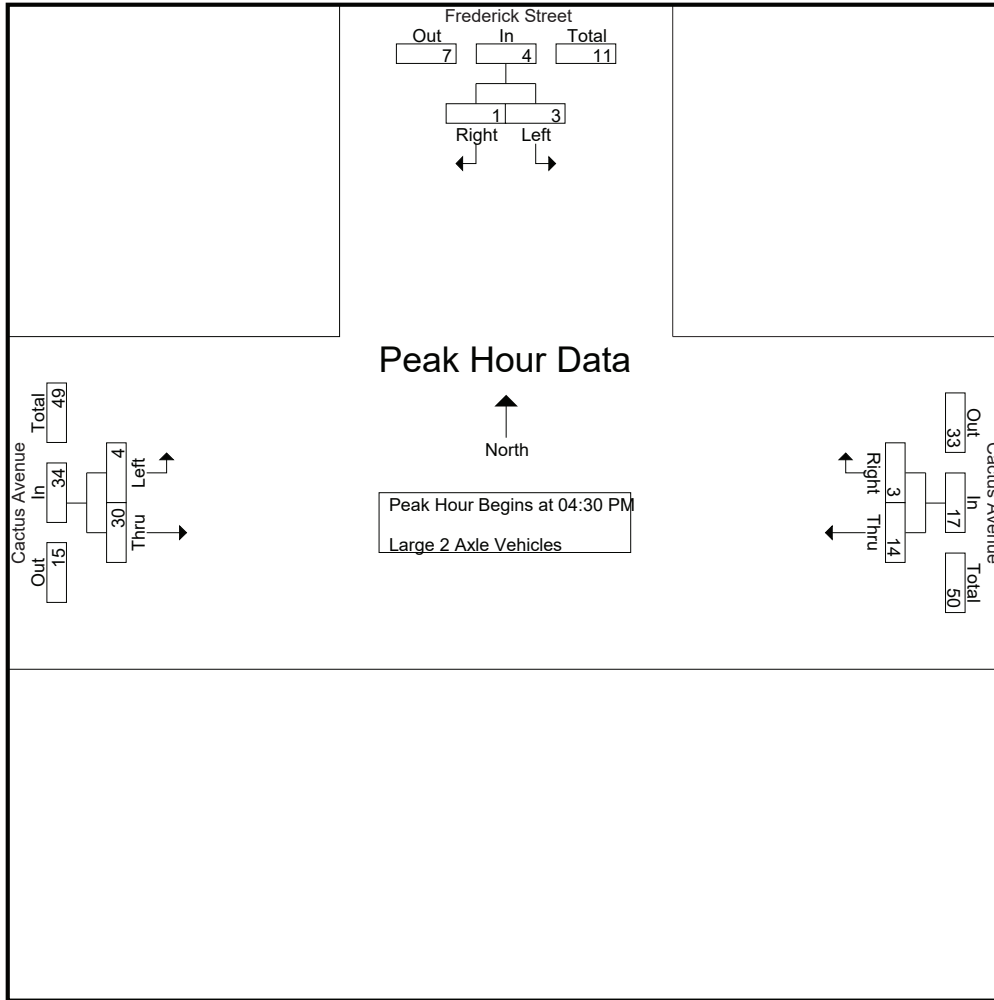 Frederick Street
Out In Total
7 4 11
1 3
Right Left
Peak Hour Data
North
Peak Hour Begins at 04:30 PM
Large 2 Axle Vehicles
Cactus Avenue
Total In Out
49 34 15
4 30
Left Thru
Cactus Avenue
Out In Total
33 17 50
3 14
Right Thru